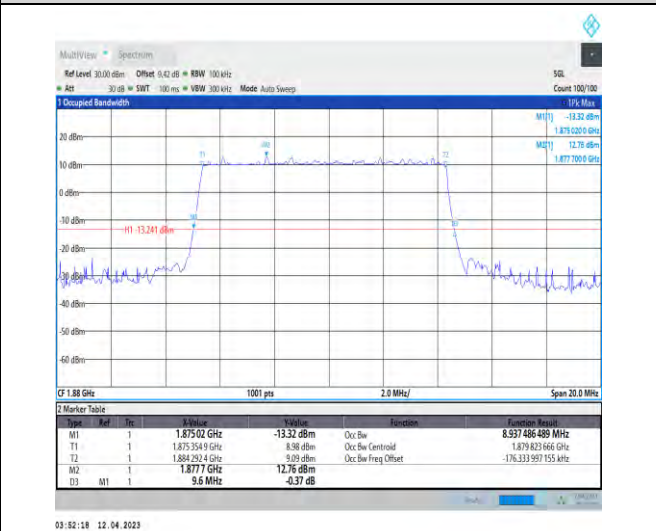 MultiView Spectrum
Ref Level 30.00 dBm Offset 9.42 dB RBW 100 kHz SGL
Att 30 dB SWT 100 ms VBW 300 kHz Mode Auto Sweep Count 100/100
1 Occupied Bandwidth 1Pk Max
M1[1] -13.32 dBm
1.875 020 0 GHz
20 dBm
M2[1] 12.76 dBm
1.877 700 0 GHz
T1 M2 T2
10 dBm
0 dBm
-10 dBm
M1 D3
H1 -13.241 dBm
-20 dBm
-30 dBm
-40 dBm
-50 dBm
-60 dBm
CF 1.88 GHz 1001 pts 2.0 MHz/ Span 20.0 MHz
2 Marker Table
Type Ref Trc X-Value Y-Value Function Function Result
M1 1 1.87502 GHz -13.32 dBm Occ Bw 8.937 486 489 MHz
T1 1 1.875 354 9 GHz 8.98 dBm Occ Bw Centroid 1.879 823 666 GHz
T2 1 1.884 292 4 GHz 9.09 dBm Occ Bw Freq Offset -176.333 997 155 kHz
M2 1 1.8777 GHz 12.76 dBm
D3 M1 1 9.6 MHz -0.37 dB
03:52:18 12.04.2023